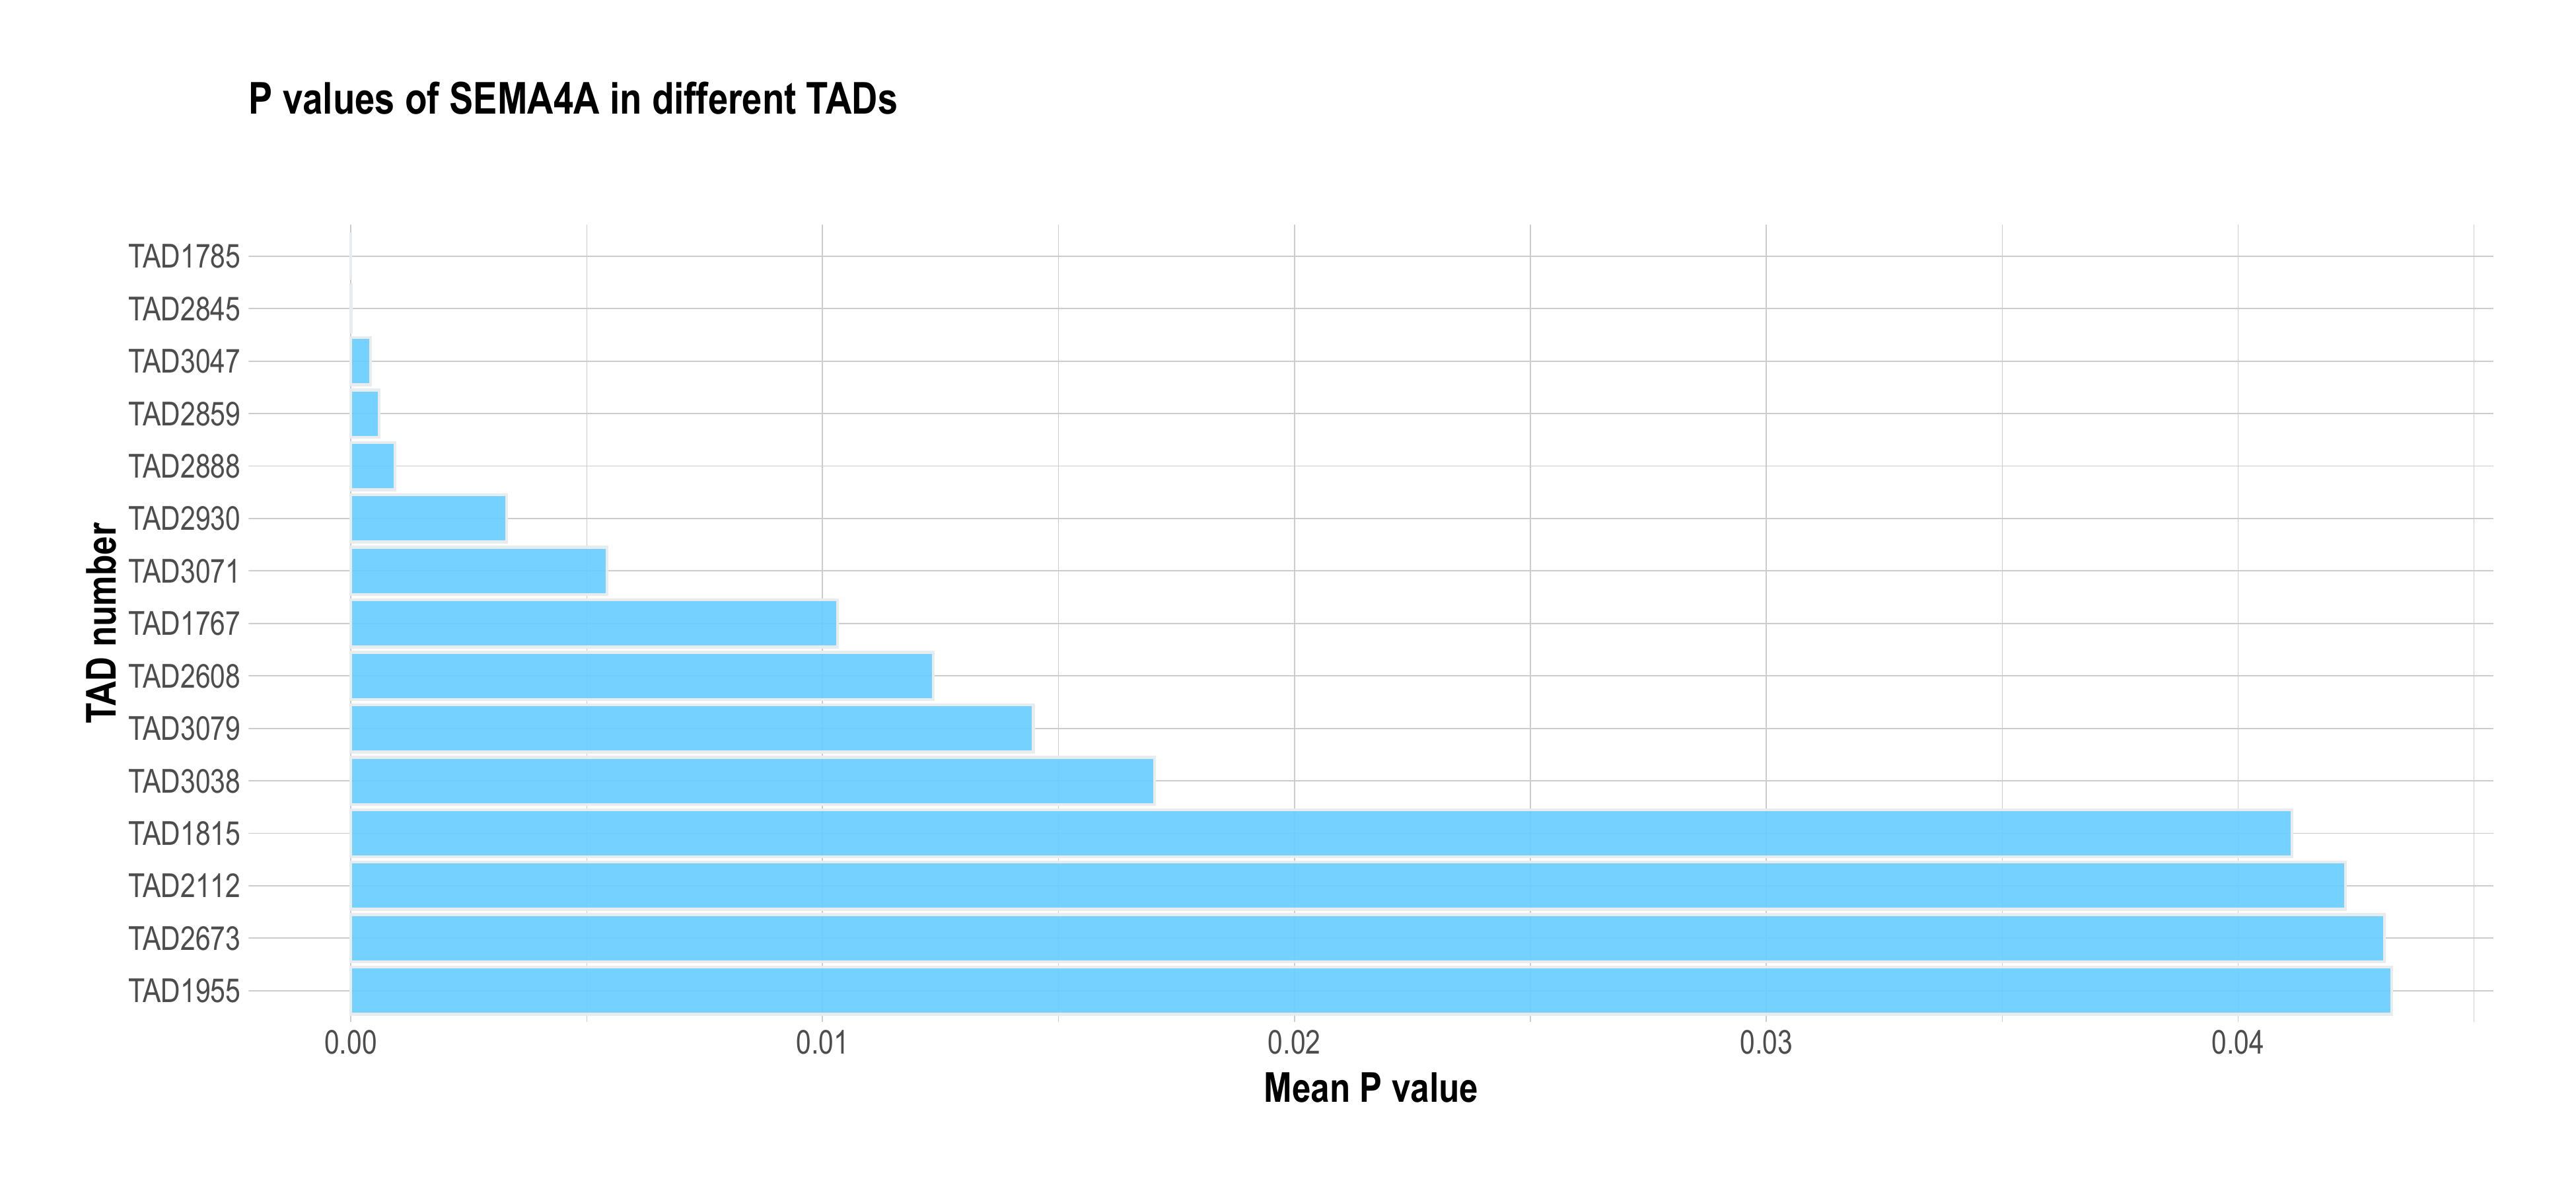 P values of SEMA4A in different TADs
TAD number
TAD1785
TAD2845
TAD3047
TAD2859
TAD2888
TAD2930
TAD3071
TAD1767
TAD2608
TAD3079
TAD3038
TAD1815
TAD2112
TAD2673
TAD1955
0.00 0.01 0.02 0.03 0.04
Mean P value